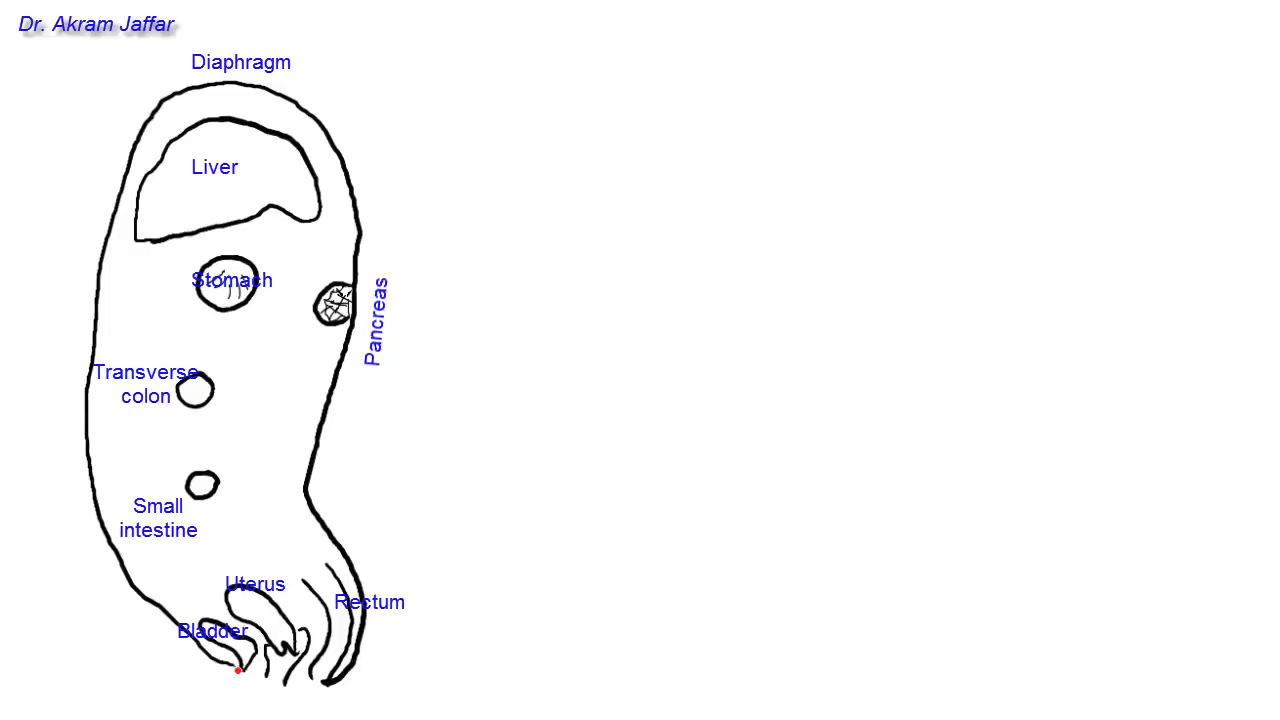 Dr. Akram Jaffar
Diaphragm
Liver
Stomach
Pancreas
Transverse
colon
Small
intestine
Uterus
Rectum
Bladder